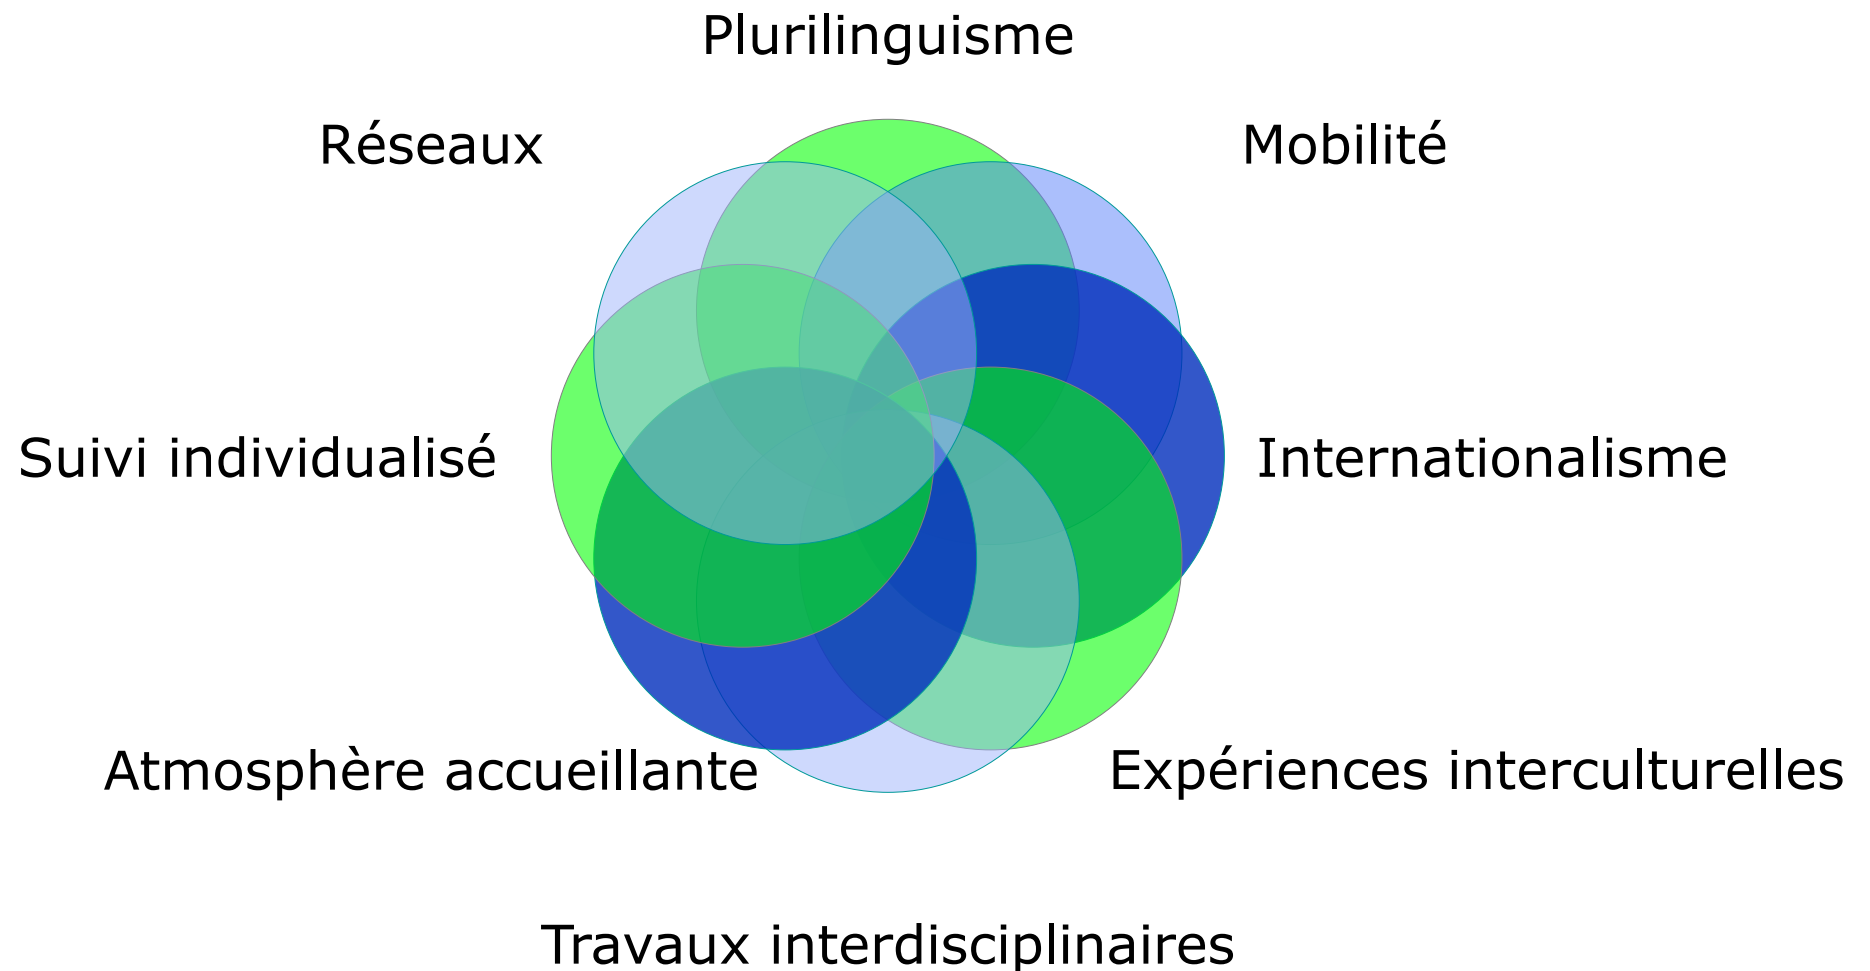 Plurilinguisme
Réseaux
Mobilité
Suivi individualisé
Internationalisme
Atmosphère accueillante
Expériences interculturelles
Travaux interdisciplinaires